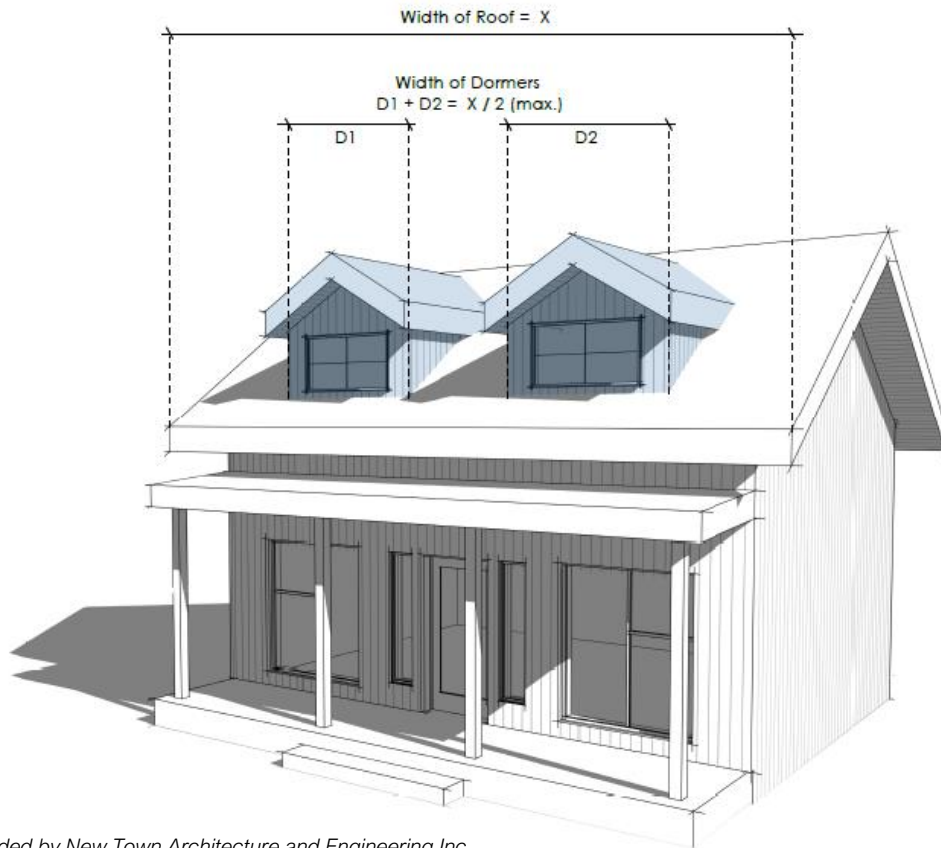 Width of Roof = X
Width of Dormers
D1 + D2 = X / 2 (max.)
D1
D2
by New Town Architecture and Engineering Inc